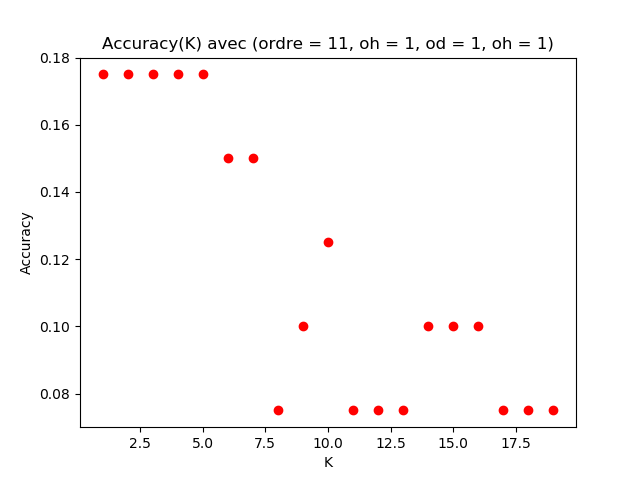 Accuracy(K) avec (ordre = 11, oh = 1, od = 1, oh = 1)
0.18
0.16
0.14
0.12
0.10
0.08
Accuracy
2.5 5.0 7.5 10.0 12.5 15.0 17.5
K